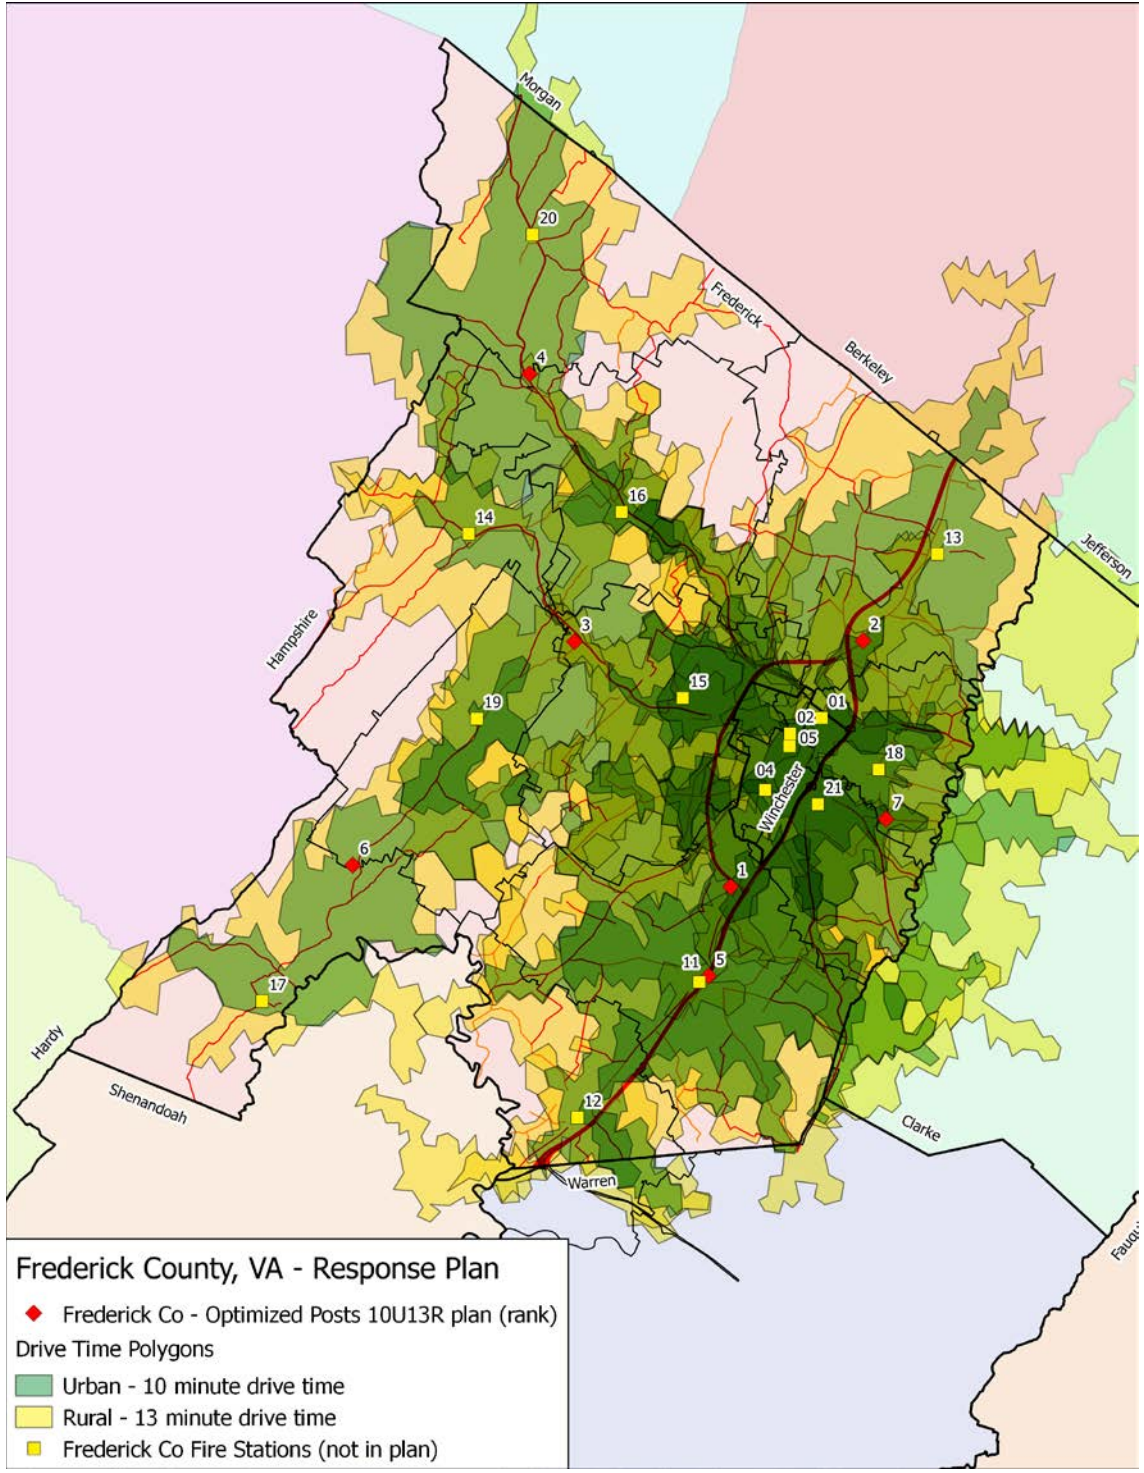 Morgan
20
Frederick
Berkeley
4
16
14
13
Jefferson
Hampshire
3
2
15
19
01
02
05
18
04
21
Winchester
7
6
1
11
5
17
Hardy
Shenandoah
12
Clarke
Warren
Fauqui
Frederick County, VA - Response Plan
Frederick Co - Optimized Posts 10U13R plan (rank)
Drive Time Polygons
Urban - 10 minute drive time
Rural - 13 minute drive time
Frederick Co Fire Stations (not in plan)